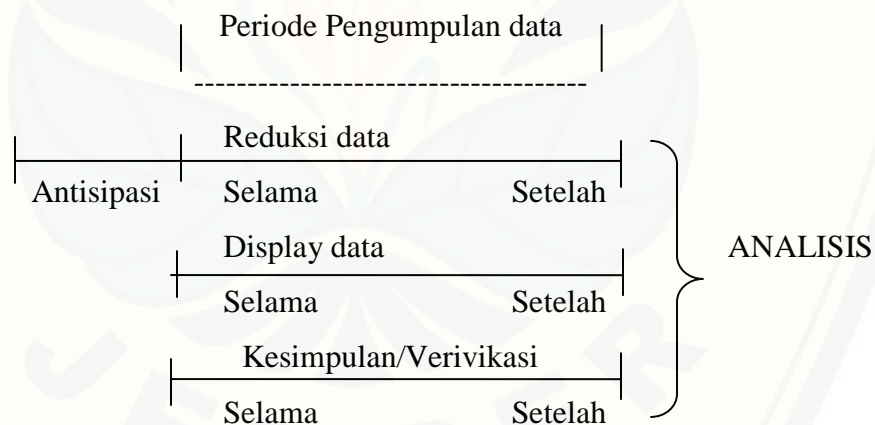 Periode Pengumpulan data
Reduksi data
Antisipasi Selama Setelah
Display data
ANALISIS
Selama Setelah
Kesimpulan/Verivikasi
Selama Setelah